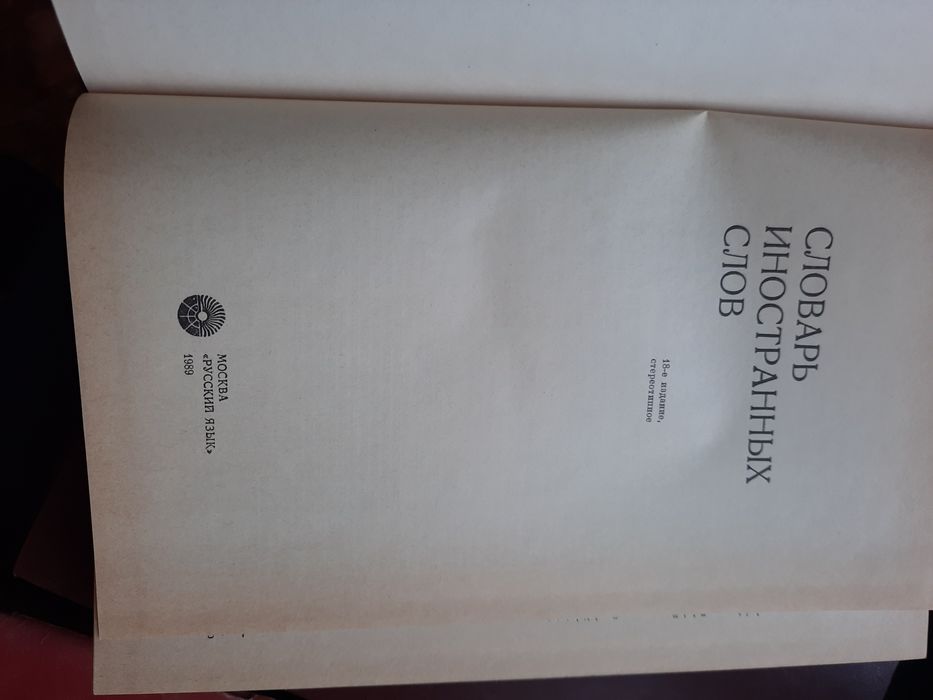 СЛОВАРЬ
ИНОСТРАННЫХ
СЛОВ
18-е издание,
стереотипное
МОСКВА
«РУССКИЙ ЯЗЫК»
1989